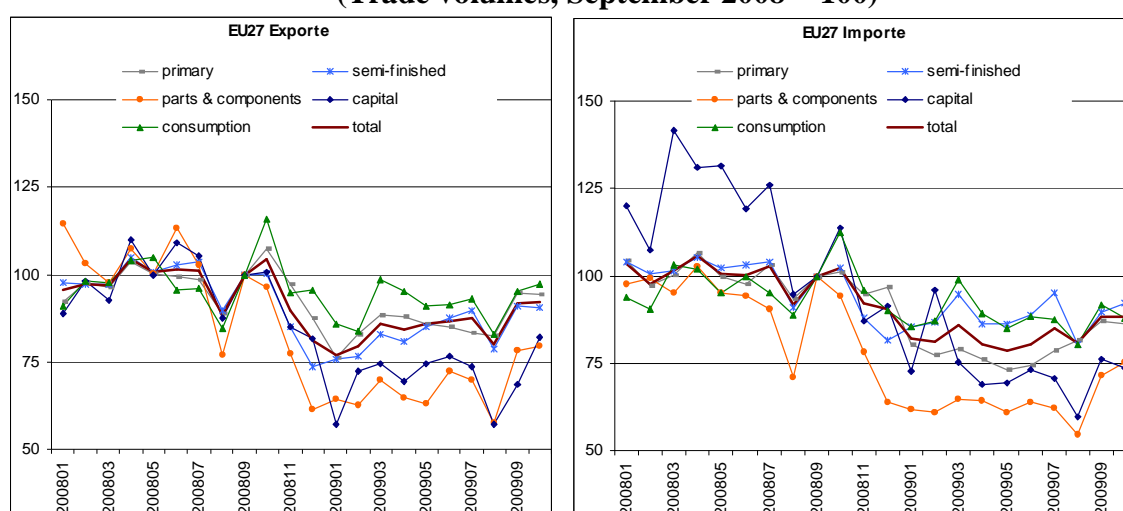 (Trade volumes, September 2008 = 100)
EU27 Exporte
primary
semi-finished
parts & components
capital
consumption
total
150
125
100
75
50
200801
200803
200805
200807
200809
200811
200901
200903
200905
200907
200909
EU27 Importe
primary
semi-finished
parts & components
capital
consumption
total
150
125
100
75
50
200801
200803
200805
200807
200809
200811
200901
200903
200905
200907
200909